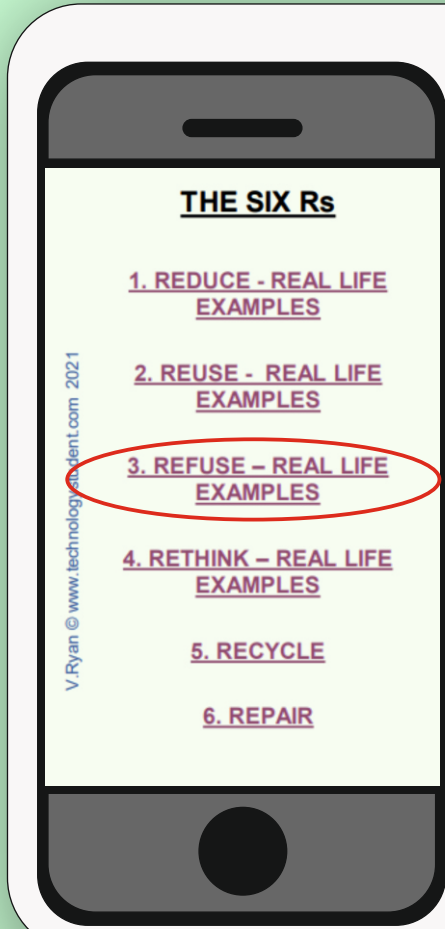 THE SIX Rs
1. REDUCE - REAL LIFE
EXAMPLES
2. REUSE - REAL LIFE
EXAMPLES
3. REFUSE – REAL LIFE
EXAMPLES
4. RETHINK – REAL LIFE
EXAMPLES
5. RECYCLE
6. REPAIR
V.Ryan © www.technologystudent.com 2021